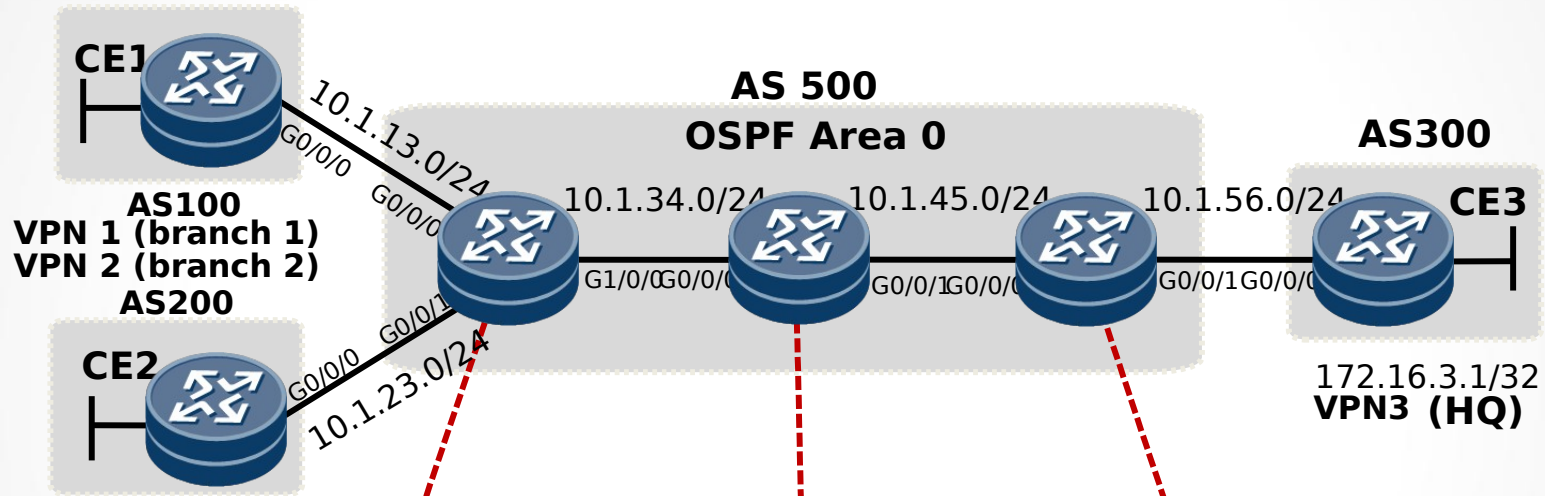 CE1
10.1.13.0/24
G0/0/0
G0/0/0
AS100
VPN 1 (branch 1)
VPN 2 (branch 2)
AS200
CE2
G0/0/0
G0/0/1
10.1.23.0/24
AS 500
OSPF Area 0
10.1.34.0/24
G1/0/0
G0/0/0
10.1.45.0/24
G0/0/1
G0/0/0
10.1.56.0/24
G0/0/1
G0/0/0
AS300
CE3
172.16.3.1/32
VPN3 (HQ)